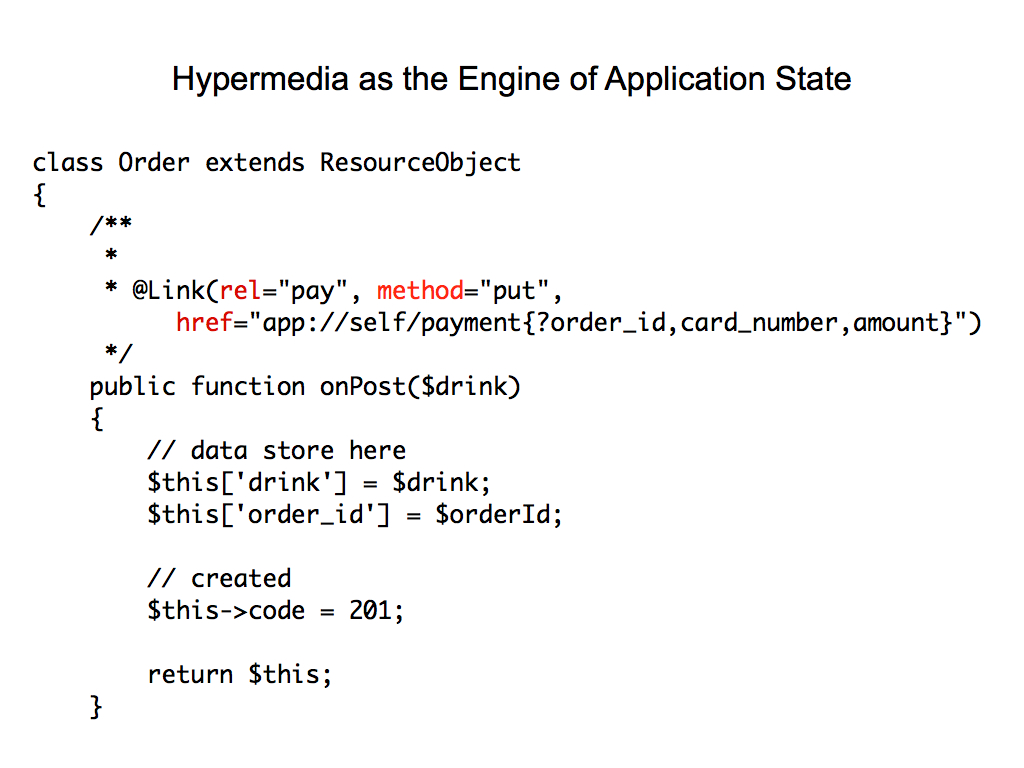 Hypermedia as the Engine of Application State
class Order extends ResourceObject
{
/**
*
* @Link(rel="pay", method="put",
href="app://self/payment{?order_id,card_number,amount}")
*/
public function onPost($drink)
{
// data store here
$this['drink'] = $drink;
$this['order_id'] = $orderId;
// created
$this->code = 201;
return $this;
}